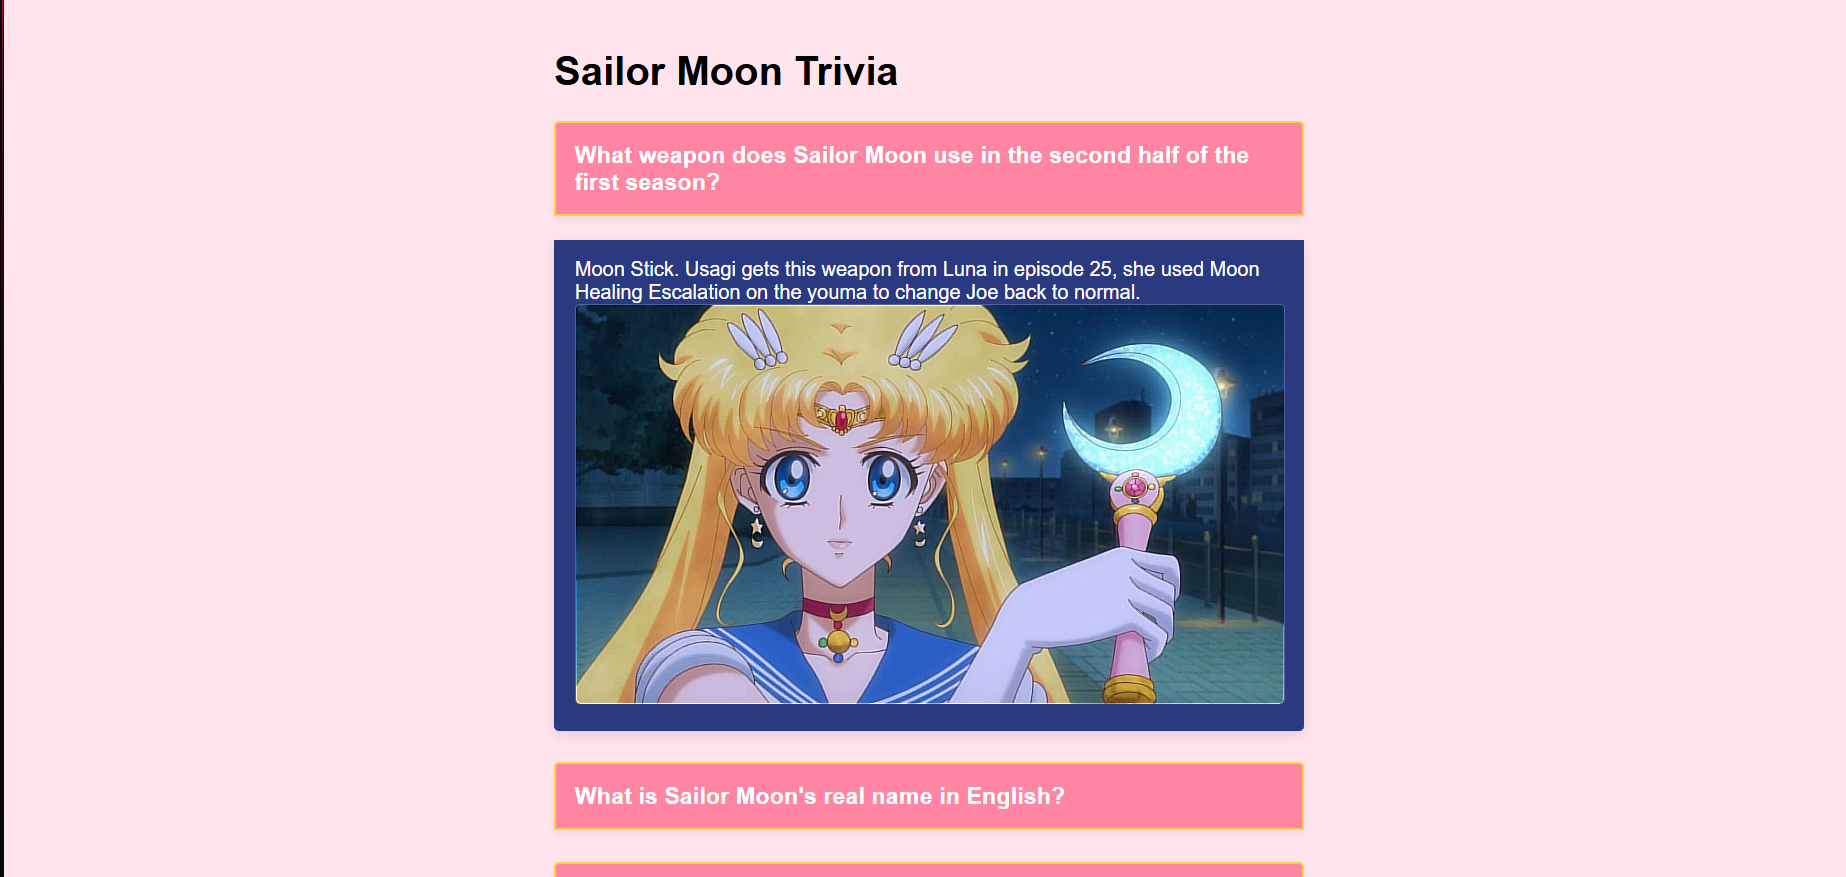 Sailor Moon Trivia
What weapon does Sailor Moon use in the second half of the
first season?
Moon Stick. Usagi gets this weapon from Luna in episode 25, she used Moon
Healing Escalation on the youma to change Joe back to normal.
What is Sailor Moon's real name in English?